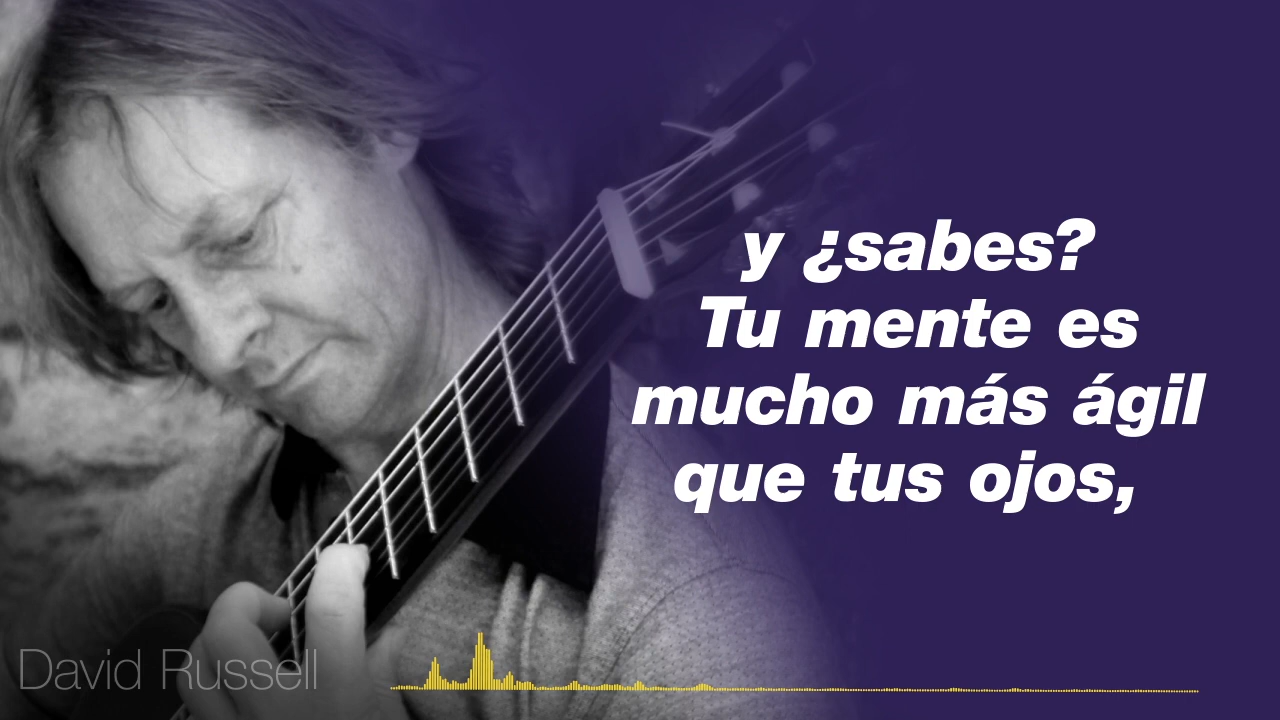 y ¿sabes?
Tu mente es
mucho más ágil
que tus ojos,
David Russell